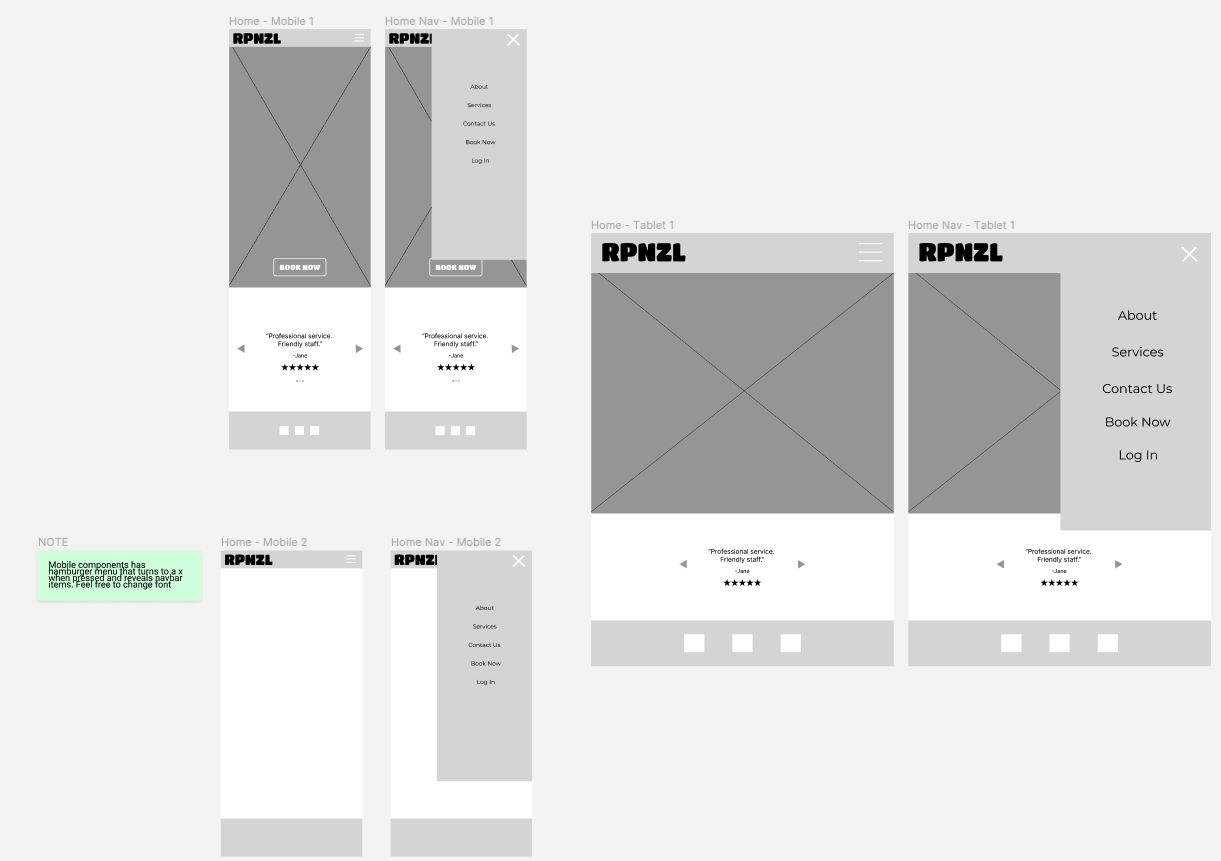 Home - Mobile 1
RPNZL
BOOK NOW
"Professional service.
Friendly staff."
-Jane
Home Nav - Mobile 1
RPNZL
About
Services
Contact Us
Book Now
Log In
BOOK NOW
"Professional service.
Friendly staff."
-Jane
Home - Tablet 1
RPNZL
"Professional service.
Friendly staff."
-Jane
Home Nav - Tablet 1
RPNZL
About
Services
Contact Us
Book Now
Log In
"Professional service.
Friendly staff."
-Jane
NOTE
Mobile components has
hamburger menu that turns to a x
when pressed and reveals navbar
items. Feel free to change font
Home - Mobile 2
RPNZL
Home Nav - Mobile 2
RPNZL
About
Services
Contact Us
Book Now
Log In